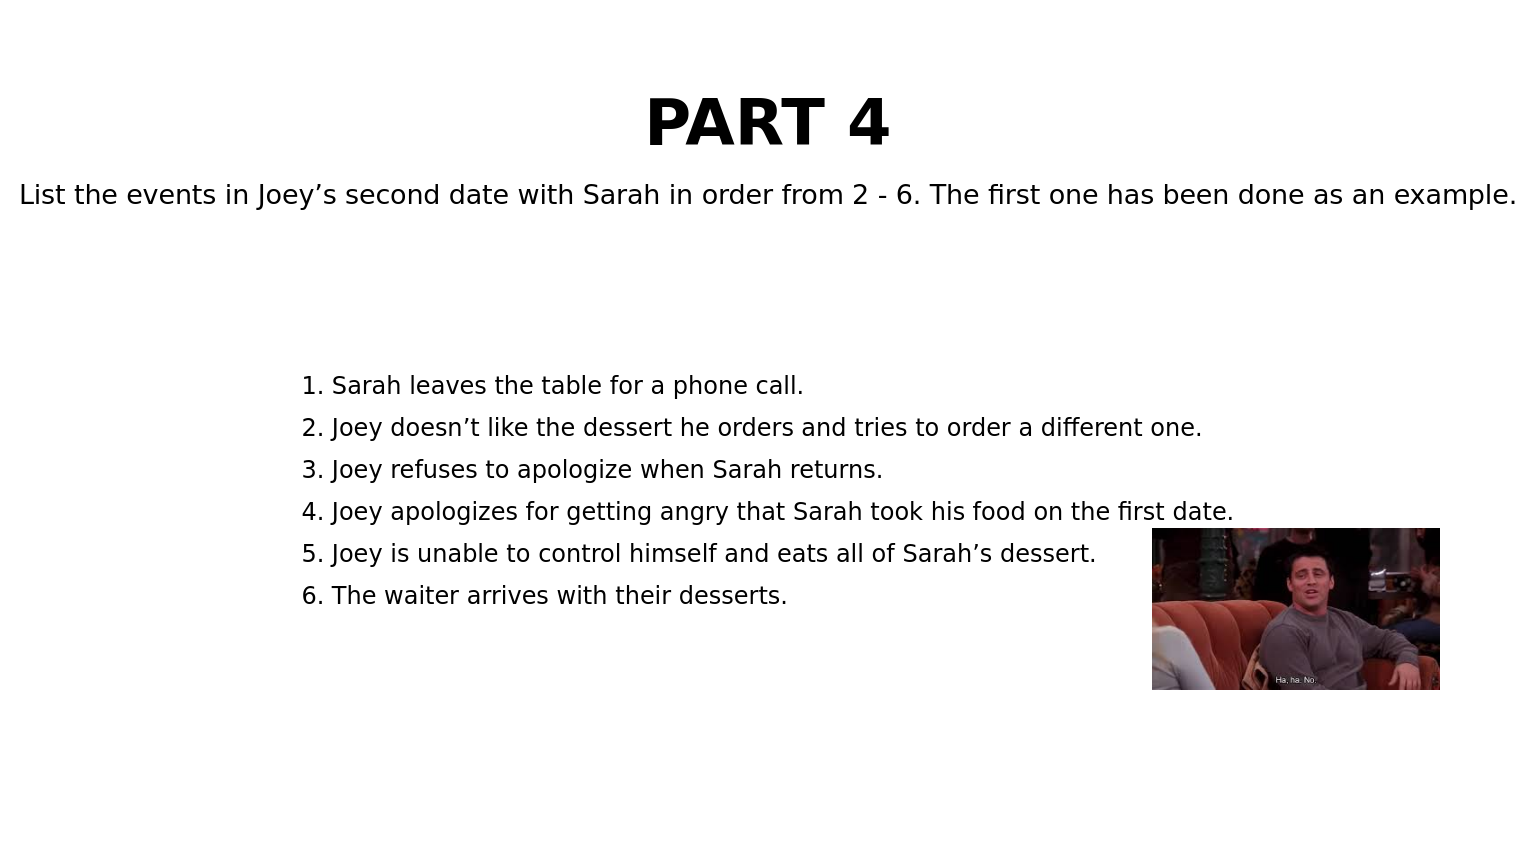 PART 4
List the events in Joey’s second date with Sarah in order from 2 - 6. The first one has been done as an example.
1. Sarah leaves the table for a phone call.
2. Joey doesn’t like the dessert he orders and tries to order a different one.
3. Joey refuses to apologize when Sarah returns.
4. Joey apologizes for getting angry that Sarah took his food on the first date.
5. Joey is unable to control himself and eats all of Sarah’s dessert.
6. The waiter arrives with their desserts.
Ha, ha. No.